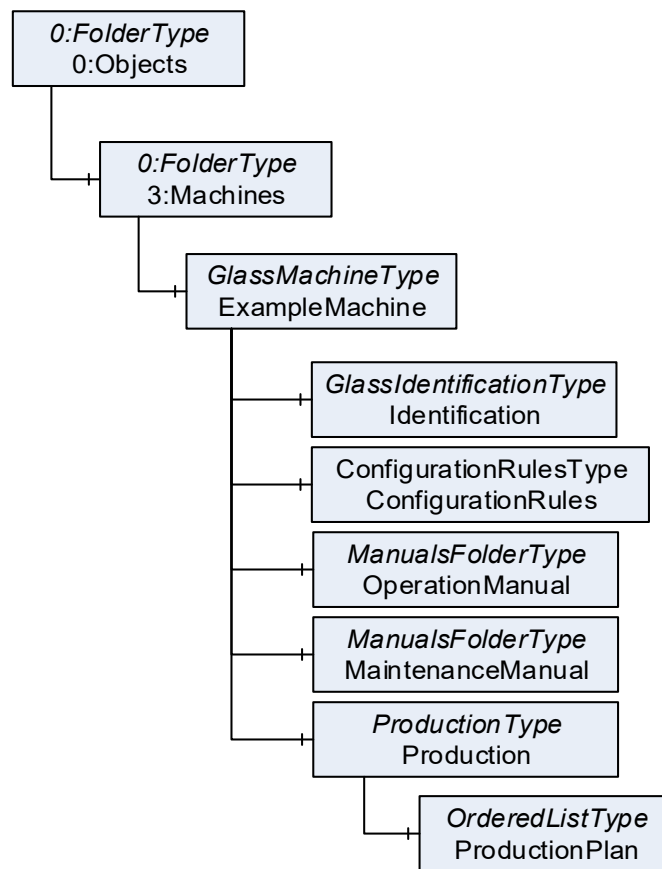 0:FolderType
0:Objects
0:FolderType
3:Machines
GlassMachineType
ExampleMachine
GlassIdentificationType
Identification
ConfigurationRulesType
ConfigurationRules
ManualsFolderType
OperationManual
ManualsFolderType
MaintenanceManual
ProductionType
Production
OrderedListType
ProductionPlan